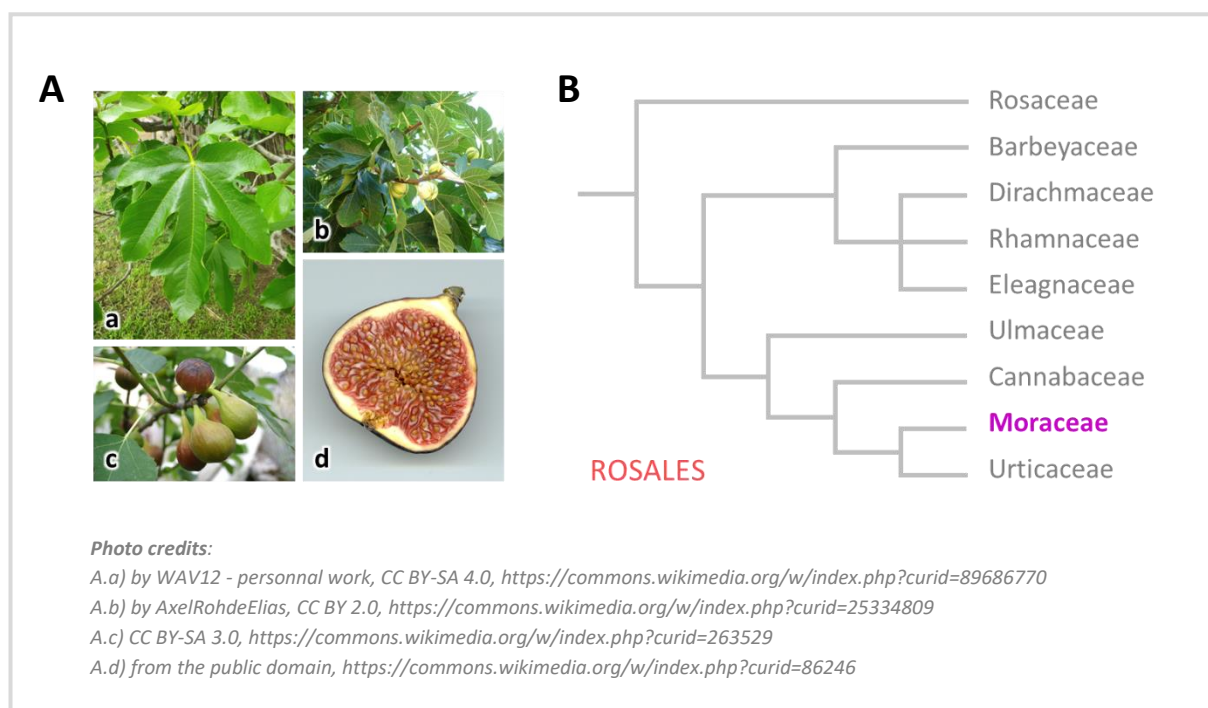 A
a
b
c
d
B
Rosaceae
Barbeyaceae
Dirachmaceae
Rhamnaceae
Eleagnaceae
Ulmaceae
Cannabaceae
Moraceae
Urticaceae
ROSALES
Photo credits:
A.a) by WAV12 - personnal work, CC BY-SA 4.0, https://commons.wikimedia.org/w/index.php?curid=89686770
A.b) by AxelRohdeElias, CC BY 2.0, https://commons.wikimedia.org/w/index.php?curid=25334809
A.c) CC BY-SA 3.0, https://commons.wikimedia.org/w/index.php?curid=263529
A.d) from the public domain, https://commons.wikimedia.org/w/index.php?curid=86246